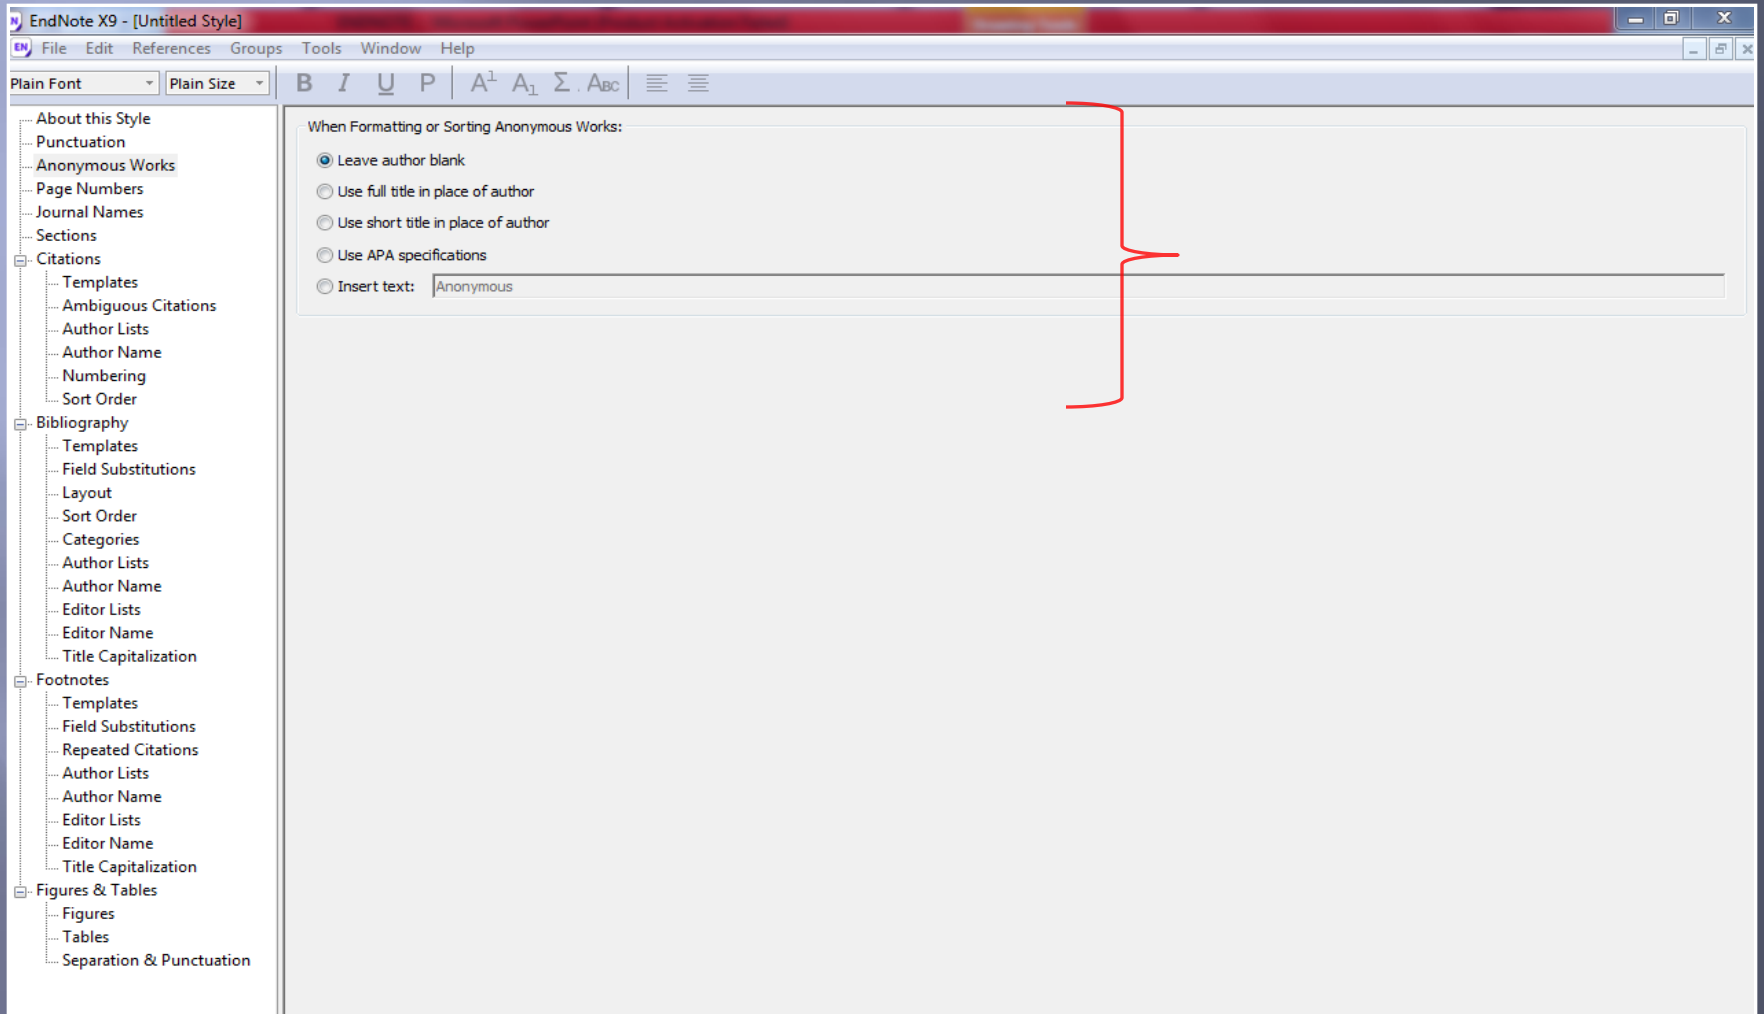 EndNote X9 - [Untitled Style]
EN File Edit References Groups Tools Window Help
Plain Font Plain Size B I U P A1 A1 Σ ABC
About this Style
Punctuation
Anonymous Works
Page Numbers
Journal Names
Sections
Citations
Templates
Ambiguous Citations
Author Lists
Author Name
Numbering
Sort Order
Bibliography
Templates
Field Substitutions
Layout
Sort Order
Categories
Author Lists
Author Name
Editor Lists
Editor Name
Title Capitalization
Footnotes
Templates
Field Substitutions
Repeated Citations
Author Lists
Author Name
Editor Lists
Editor Name
Title Capitalization
Figures & Tables
Figures
Tables
Separation & Punctuation
When Formatting or Sorting Anonymous Works:
Leave author blank
Use full title in place of author
Use short title in place of author
Use APA specifications
Insert text: Anonymous